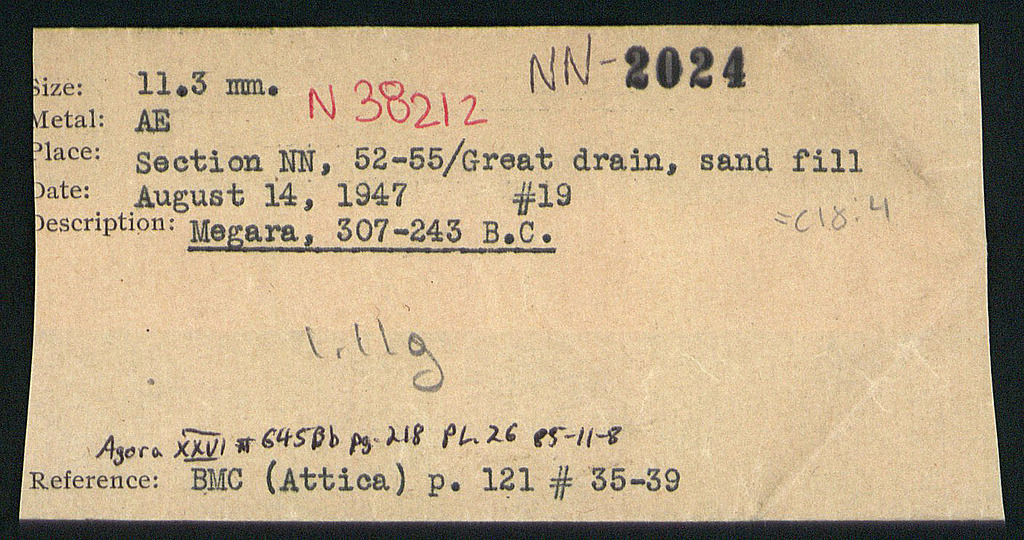 NN-2024
Size: 11.3 mm.
N 38212
Metal: AE
Place: Section NN, 52-55/Great drain, sand fill
Date: August 14, 1947 #19
=C18:4
Description: Megara, 307-243 B.C.
1.11g
Agora XXVI # 645Bb pg. 218 PL. 26 85-11-8
Reference: BMC (Attica) p. 121 # 35-39